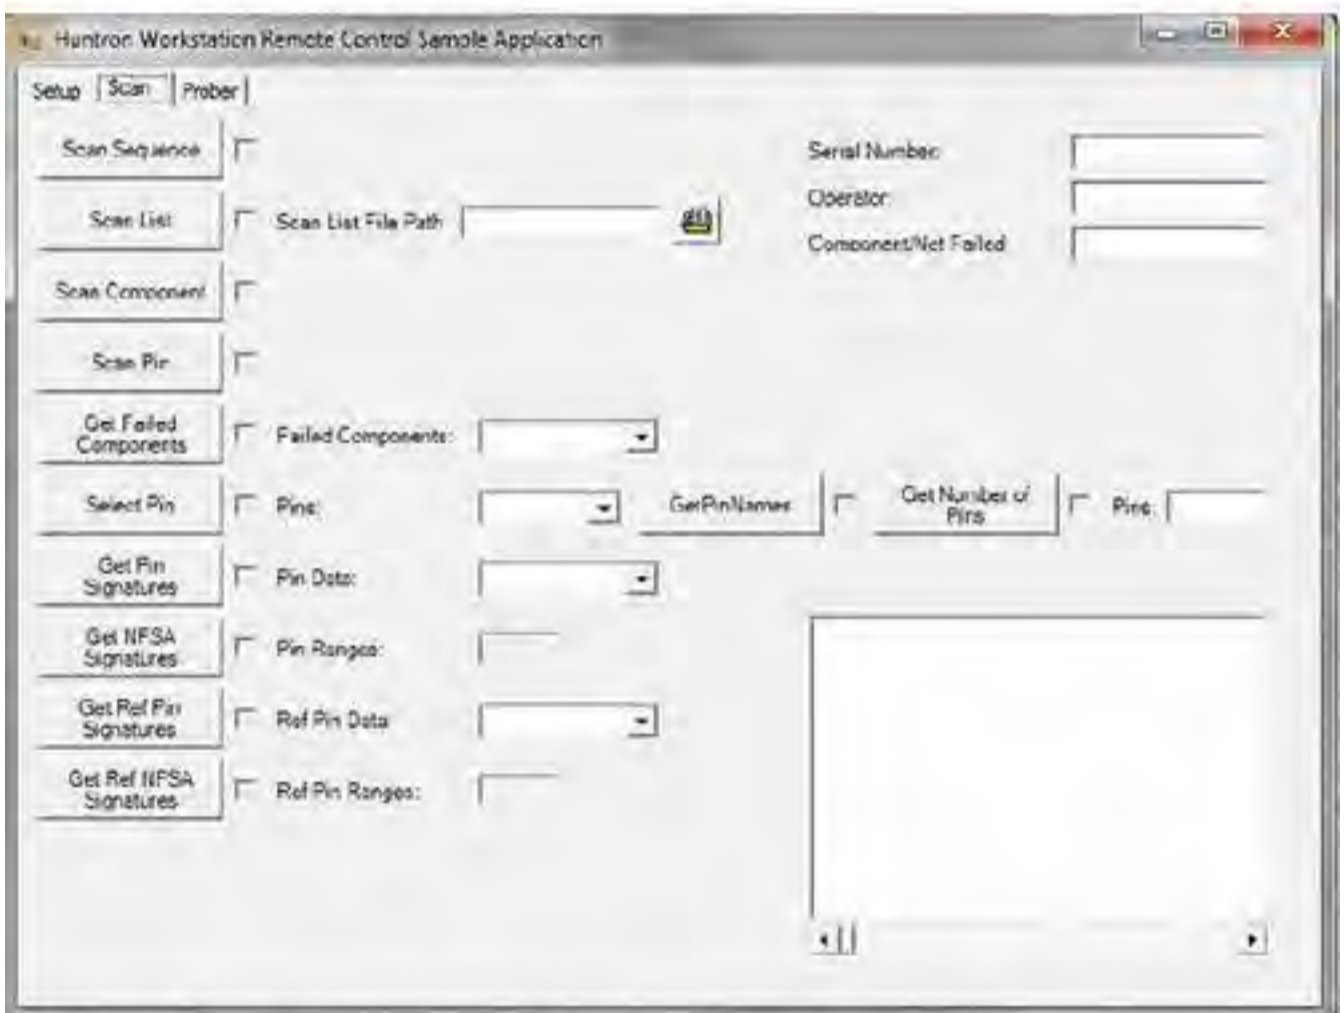 Huntron Workstation Remote Control Sample Application
Setup Scan Prober
Scan Sequence
Serial Number:
Operator:
Component/Net Failed
Scan List
Scan List File Path
Scan Component
Scan Pin
Get Failed
Components
Failed Components:
Select Pin
Pins:
GetPinNames
Get Number of
Pins
Pins:
Get Pin
Signatures
Pin Data:
Get NFSA
Signatures
Pin Ranges:
Get Ref Pin
Signatures
Ref Pin Data
Get Ref NFSA
Signatures
Ref Pin Ranges: